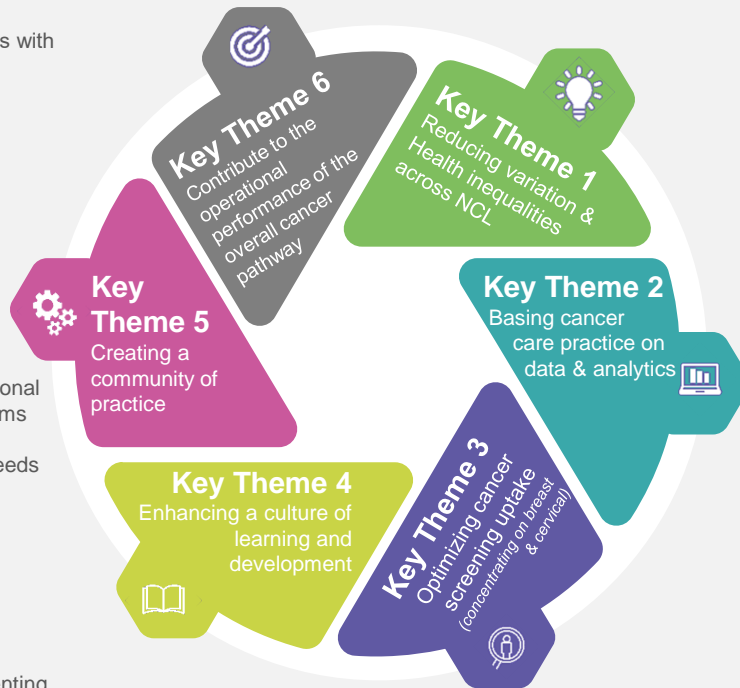 s with
Key Theme 6
Contribute to the
operational
performance of the
overall cancer
pathway
Key Theme 1
Reducing variation &
Health inequalities
across NCL
Key Theme 2
Basing cancer
care practice on
data & analytics
Key Theme 3
Optimizing cancer
screening uptake
(concentrating on breast
& cervical)
Key Theme 4
Enhancing a culture of
learning and
development
Key
Theme 5
Creating a
community of
practice
onal
ms
eeds
nting